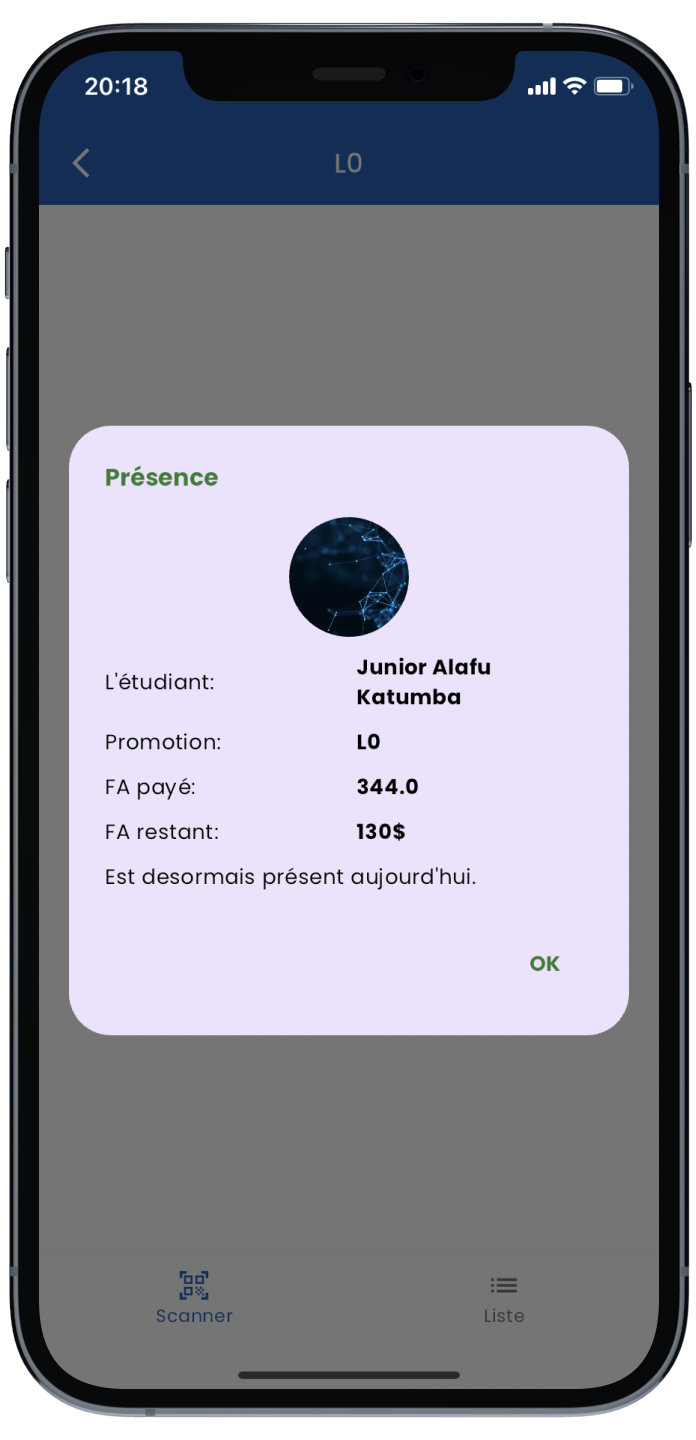 20:18
L0
Présence
L'étudiant:
Junior Alafu
Katumba
Promotion:
L0
FA payé:
344.0
FA restant:
130$
Est desormais présent aujourd'hui.
OK
Scanner
Liste